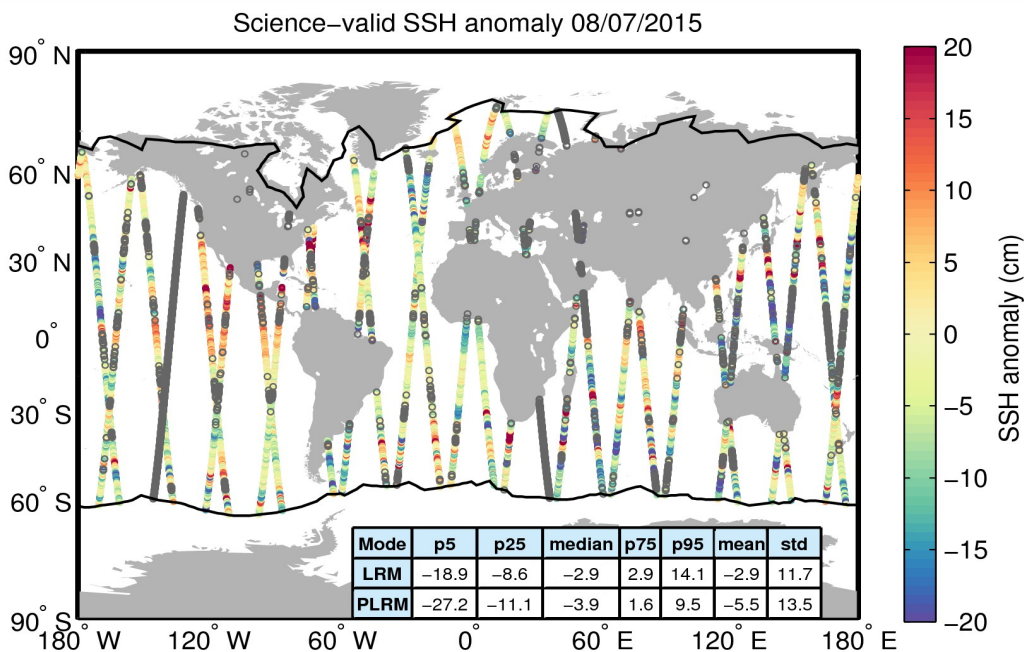 Science−valid SSH anomaly 08/07/2015
90° N
60° N
30° N
0°
30° S
60° S
90° S
180° W
120° W
60° W
0°
60° E
120° E
180° E
Mode p5 p25 median p75 p95 mean std
LRM −18.9 −8.6 −2.9 2.9 14.1 −2.9 11.7
PLRM −27.2 −11.1 −3.9 1.6 9.5 −5.5 13.5
20
15
10
5
0
−5
−10
−15
−20
SSH anomaly (cm)